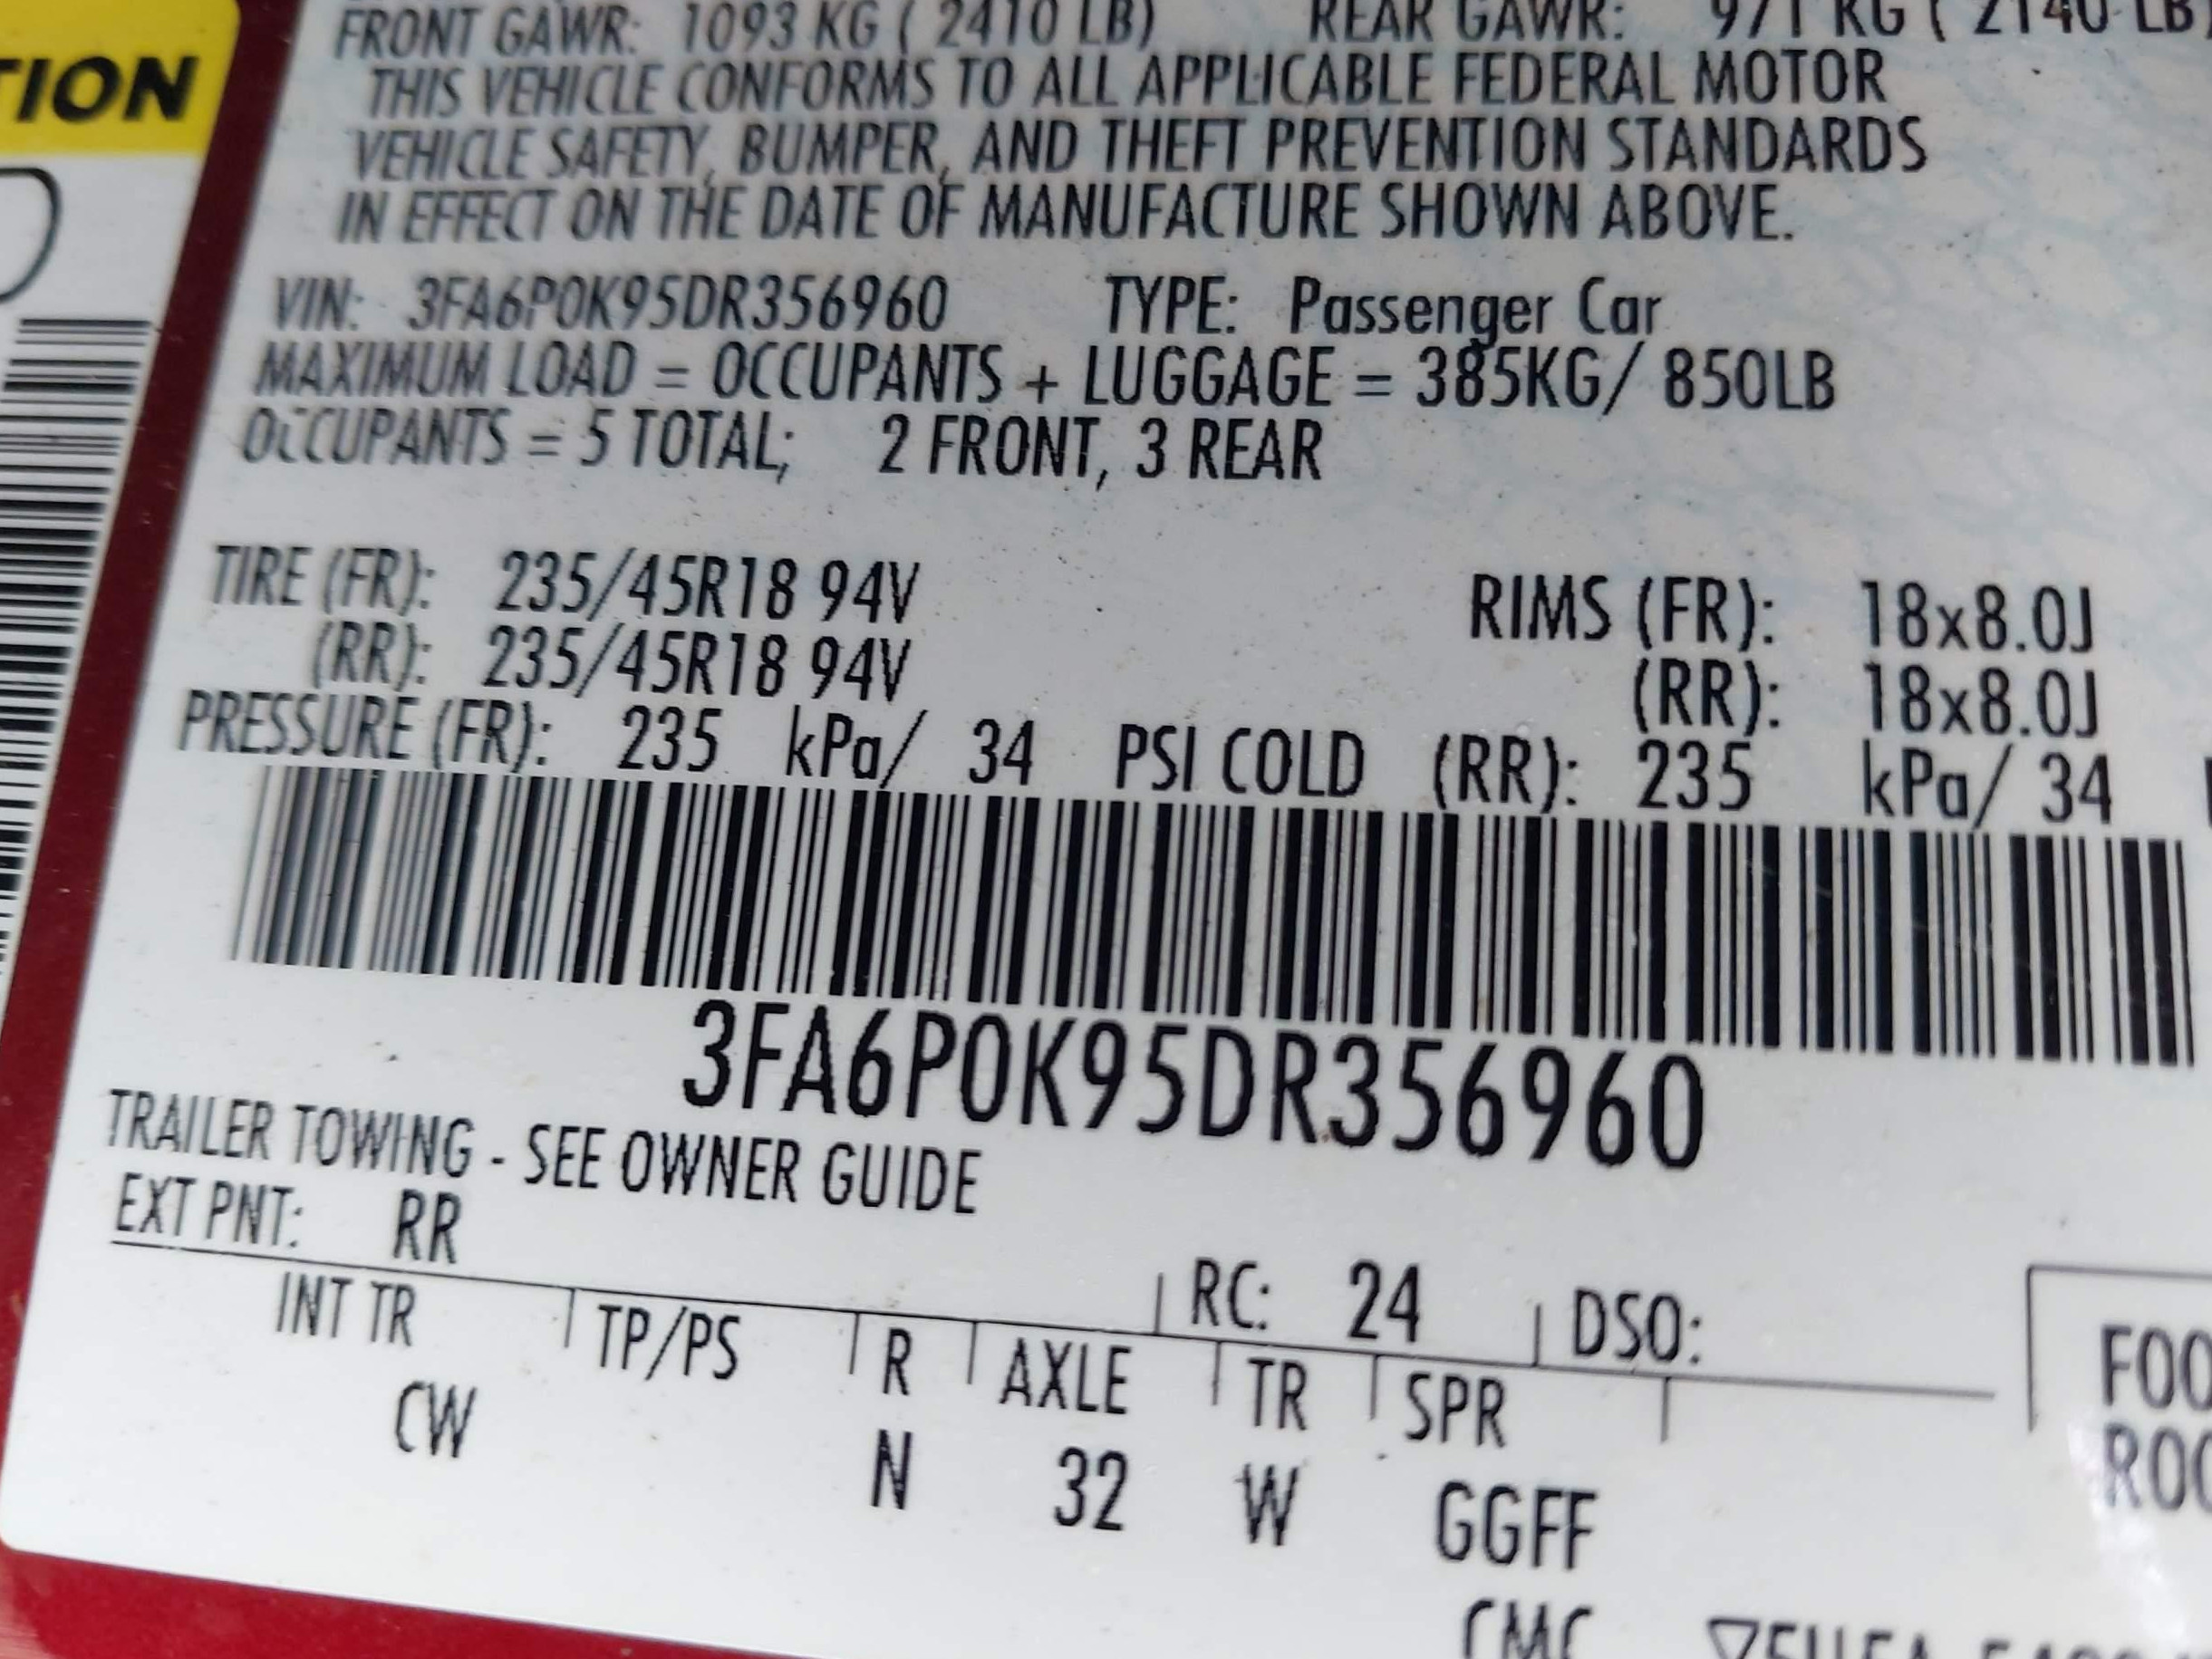 TION
FRONT GAWR: 1093 KG ( 2410 LB) REAR GAWR: 971 KG ( 2140 LB)
THIS VEHICLE CONFORMS TO ALL APPLICABLE FEDERAL MOTOR
VEHICLE SAFETY, BUMPER, AND THEFT PREVENTION STANDARDS
IN EFFECT ON THE DATE OF MANUFACTURE SHOWN ABOVE.
VIN: 3FA6P0K95DR356960 TYPE: Passenger Car
MAXIMUM LOAD = OCCUPANTS + LUGGAGE = 385KG/ 850LB
OCCUPANTS = 5 TOTAL; 2 FRONT, 3 REAR
TIRE (FR): 235/45R18 94V RIMS (FR): 18x8.0J
(RR): 235/45R18 94V (RR): 18x8.0J
PRESSURE (FR): 235 kPa/ 34 PSI COLD (RR): 235 kPa/ 34
3FA6P0K95DR356960
TRAILER TOWING - SEE OWNER GUIDE
EXT PNT: RR RC: 24 DSO:
INT TR TP/PS R AXLE TR SPR
CW N 32 W GGFF